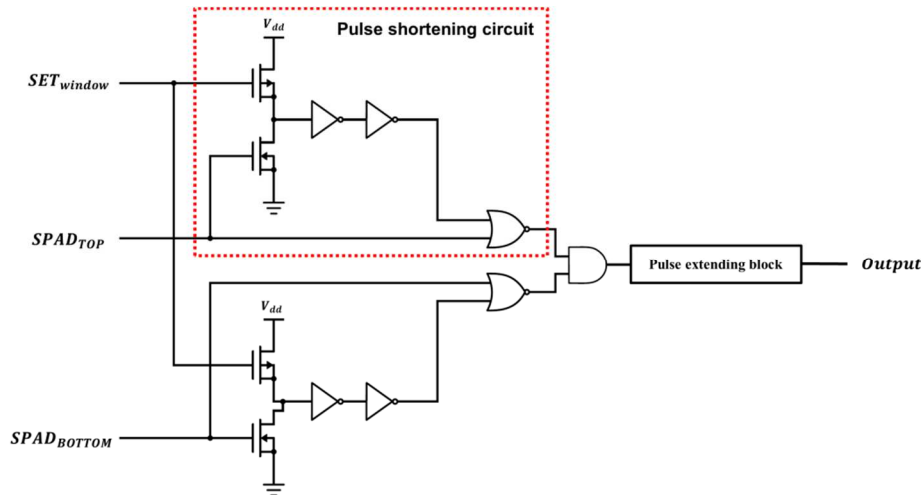 V_dd
Pulse shortening circuit
SET_window
SPAD_TOP
Pulse extending block
Output
V_dd
SPAD_BOTTOM